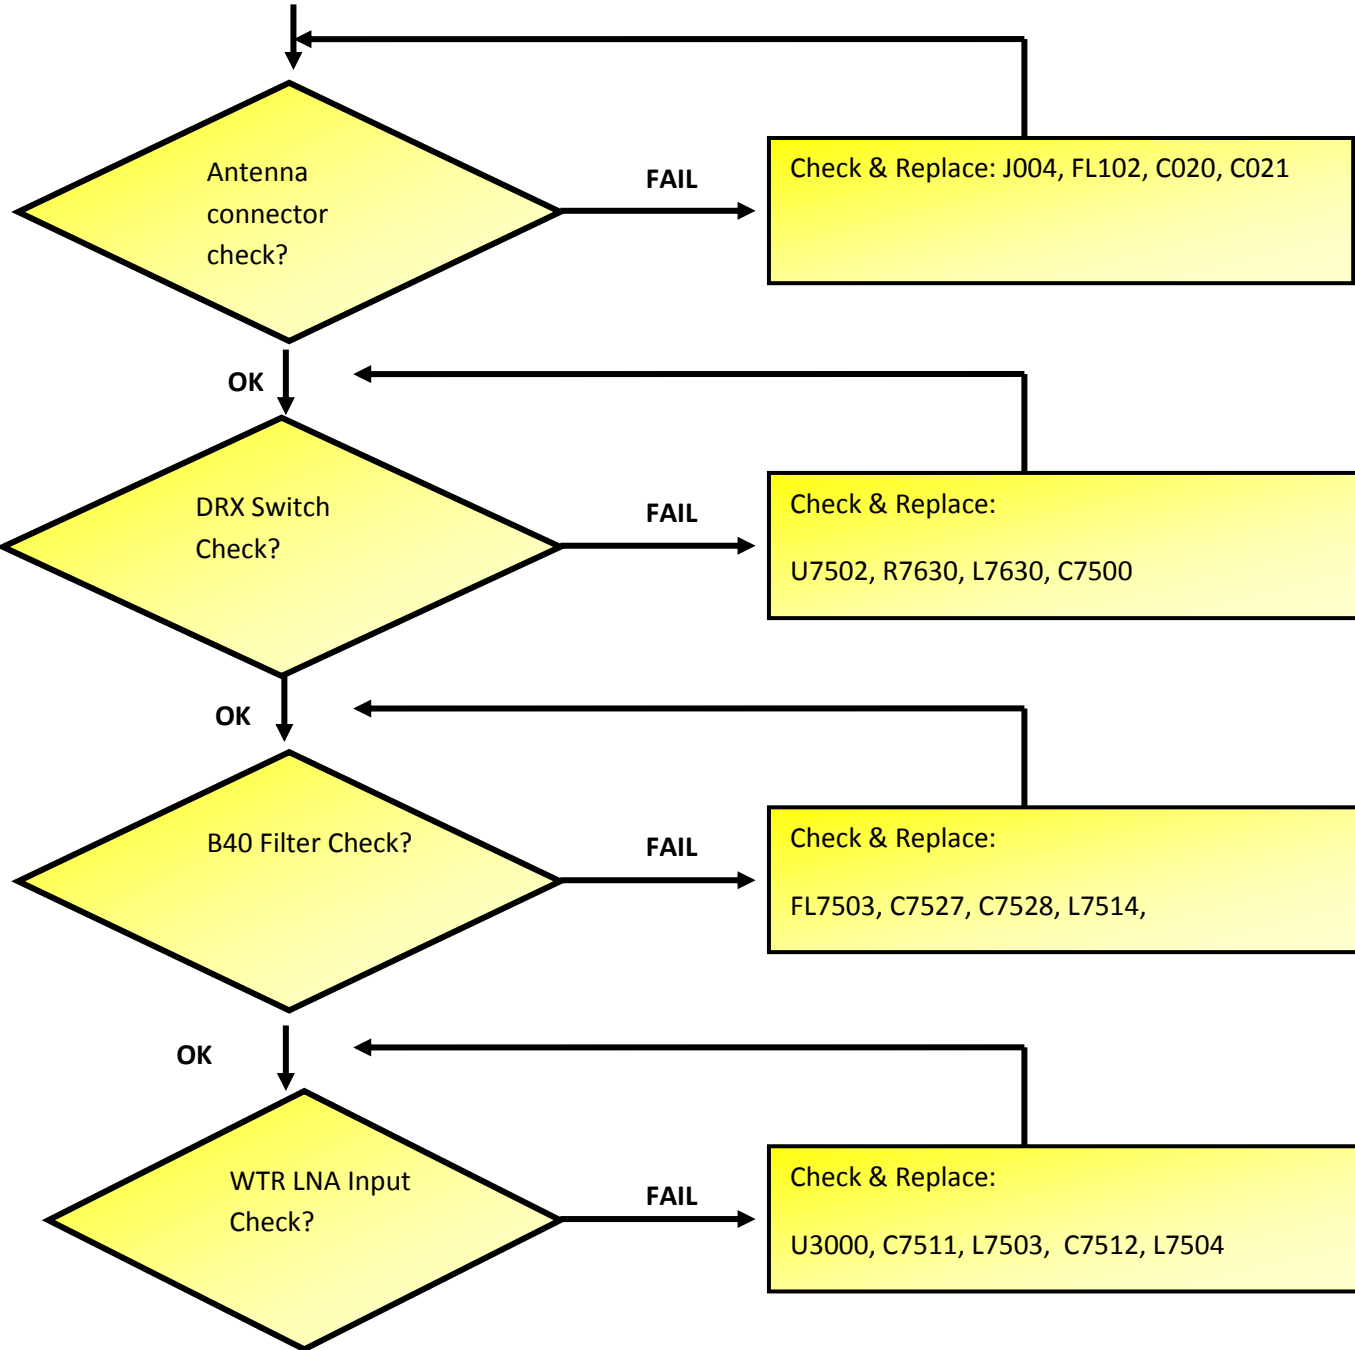 Antenna
connector
check?
FAIL
Check & Replace: J004, FL102, C020, C021
OK
DRX Switch
Check?
FAIL
Check & Replace:
U7502, R7630, L7630, C7500
OK
B40 Filter Check?
FAIL
Check & Replace:
FL7503, C7527, C7528, L7514,
OK
WTR LNA Input
Check?
FAIL
Check & Replace:
U3000, C7511, L7503,  C7512, L7504